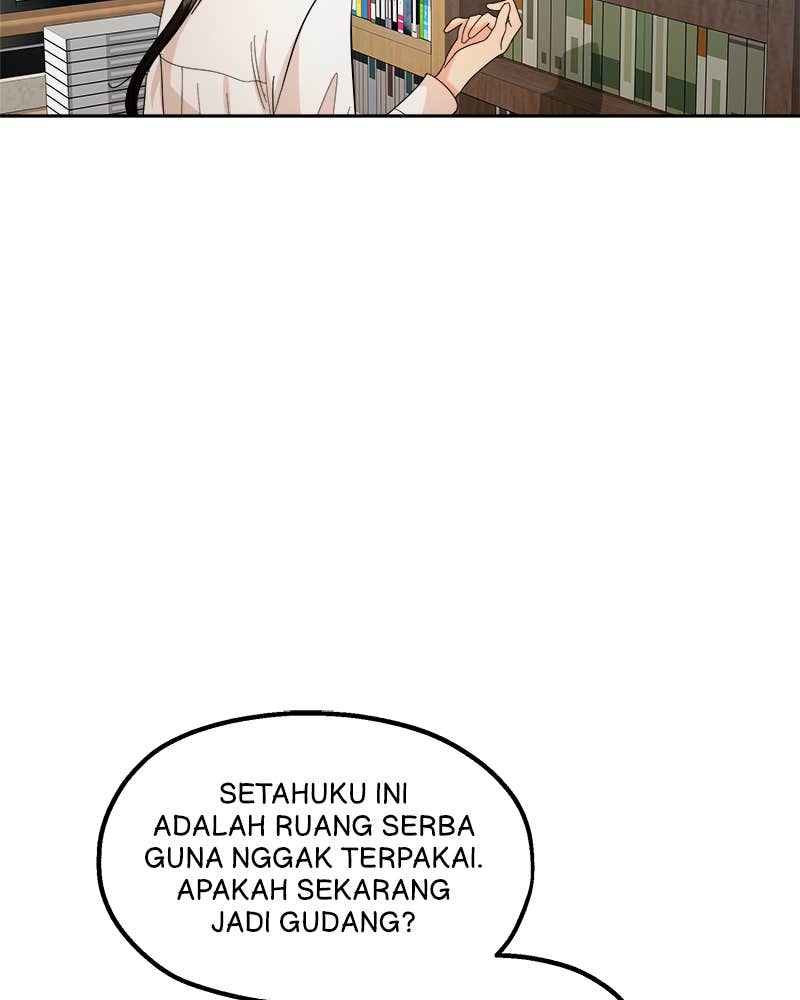 SETAHUKU INI
ADALAH RUANG SERBA
GUNA NGGAK TERPAKAI.
APAKAH SEKARANG
JADI GUDANG?